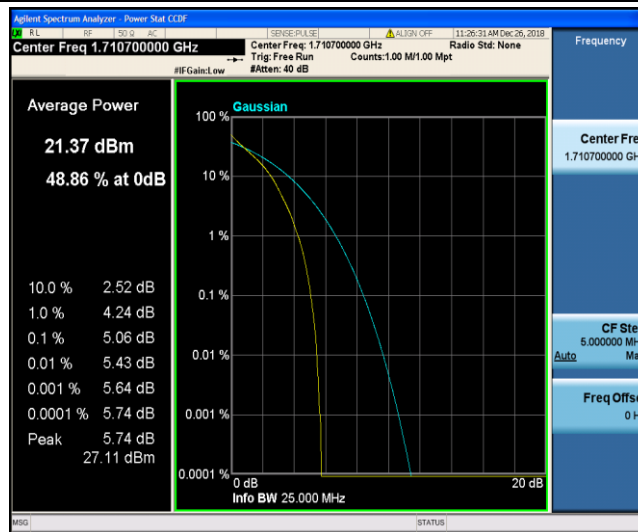 Agilent Spectrum Analyzer - Power Stat CCDF
RL RF 50 Ω AC SENSE:PULSE ALIGN OFF 11:26:31 AM Dec 26, 2018
Center Freq 1.710700000 GHz
Center Freq: 1.710700000 GHz Radio Std: None
Trig: Free Run Counts:1.00 M/1.00 Mpt
#IFGain:Low #Atten: 40 dB
Frequency
Average Power
21.37 dBm
48.86 % at 0dB
10.0 % 2.52 dB
1.0 % 4.24 dB
0.1 % 5.06 dB
0.01 % 5.43 dB
0.001 % 5.64 dB
0.0001 % 5.74 dB
Peak 5.74 dB
27.11 dBm
Gaussian
100 %
10 %
1 %
0.1 %
0.01 %
0.001 %
0.0001 %
0 dB 20 dB
Info BW 25.000 MHz
Center Fre
1.710700000 GH
CF Ste
5.000000 MH
Auto Ma
Freq Offse
0 H
MSG STATUS